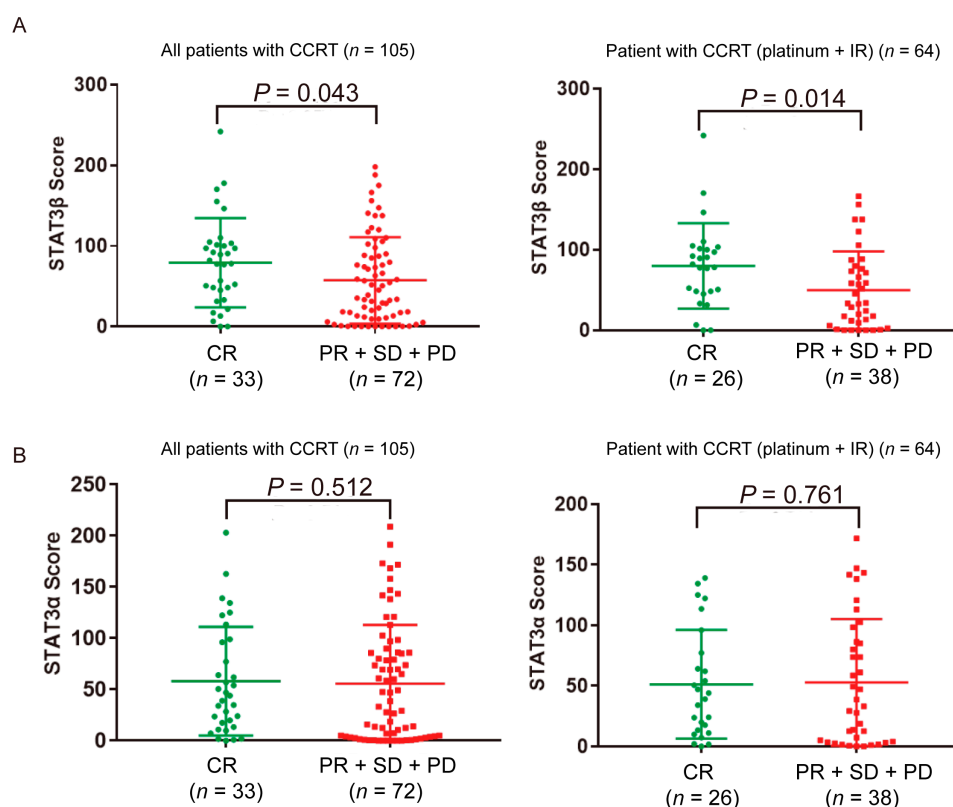 A
All patients with CCRT (n = 105)
Patient with CCRT (platinum + IR) (n = 64)
P = 0.043
P = 0.014
STAT3β Score
300
200
100
0
CR
(n = 33)
PR + SD + PD
(n = 72)
STAT3β Score
300
200
100
0
CR
(n = 26)
PR + SD + PD
(n = 38)
B
All patients with CCRT (n = 105)
Patient with CCRT (platinum + IR) (n = 64)
P = 0.512
P = 0.761
STAT3α Score
250
200
150
100
50
0
CR
(n = 33)
PR + SD + PD
(n = 72)
STAT3α Score
200
150
100
50
0
CR
(n = 26)
PR + SD + PD
(n = 38)